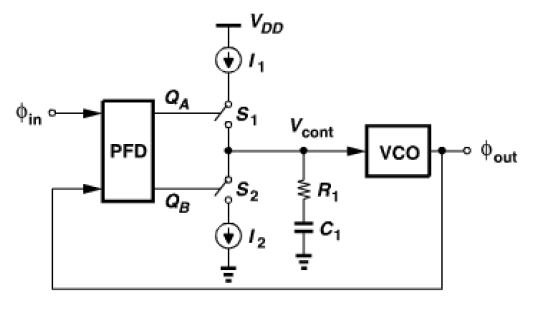 V_DD
I_1
Q_A
S_1
ϕ_in
V_cont
PFD
VCO
ϕ_out
Q_B
S_2
R_1
I_2
C_1